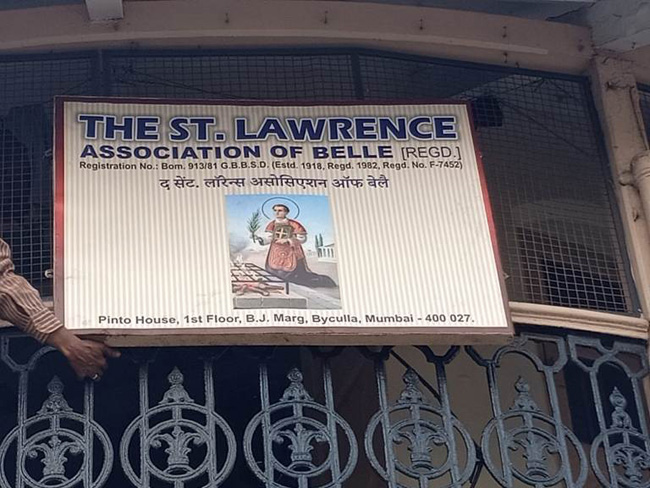 THE ST. LAWRENCE
ASSOCIATION OF BELLE [REGD.]
Registration No.: Bom. 913/81 G.B.B.S.D. (Estd. 1918, Regd. 1982, Regd. No. F-7452)
द सेंट. लॉरेन्स असोसिएशन ऑफ बेलै
Pinto House, 1st Floor, B.J. Marg, Byculla, Mumbai - 400 027.